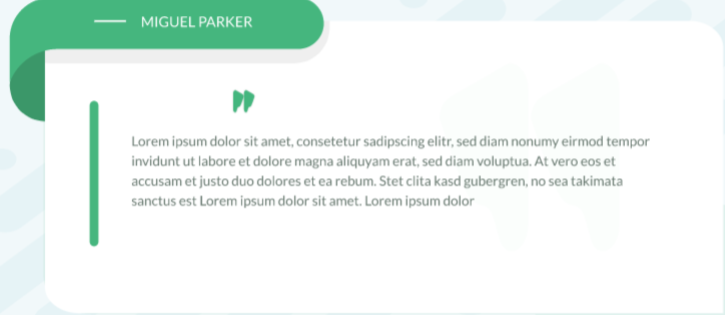 MIGUEL PARKER
"
Lorem ipsum dolor sit amet, consetetur sadipscing elitr, sed diam nonumy eirmod tempor
invidunt ut labore et dolore magna aliquyam erat, sed diam voluptua. At vero eos et
accusam et justo duo dolores et ea rebum. Stet clita kasd gubergren, no sea takimata
sanctus est Lorem ipsum dolor sit amet. Lorem ipsum dolor